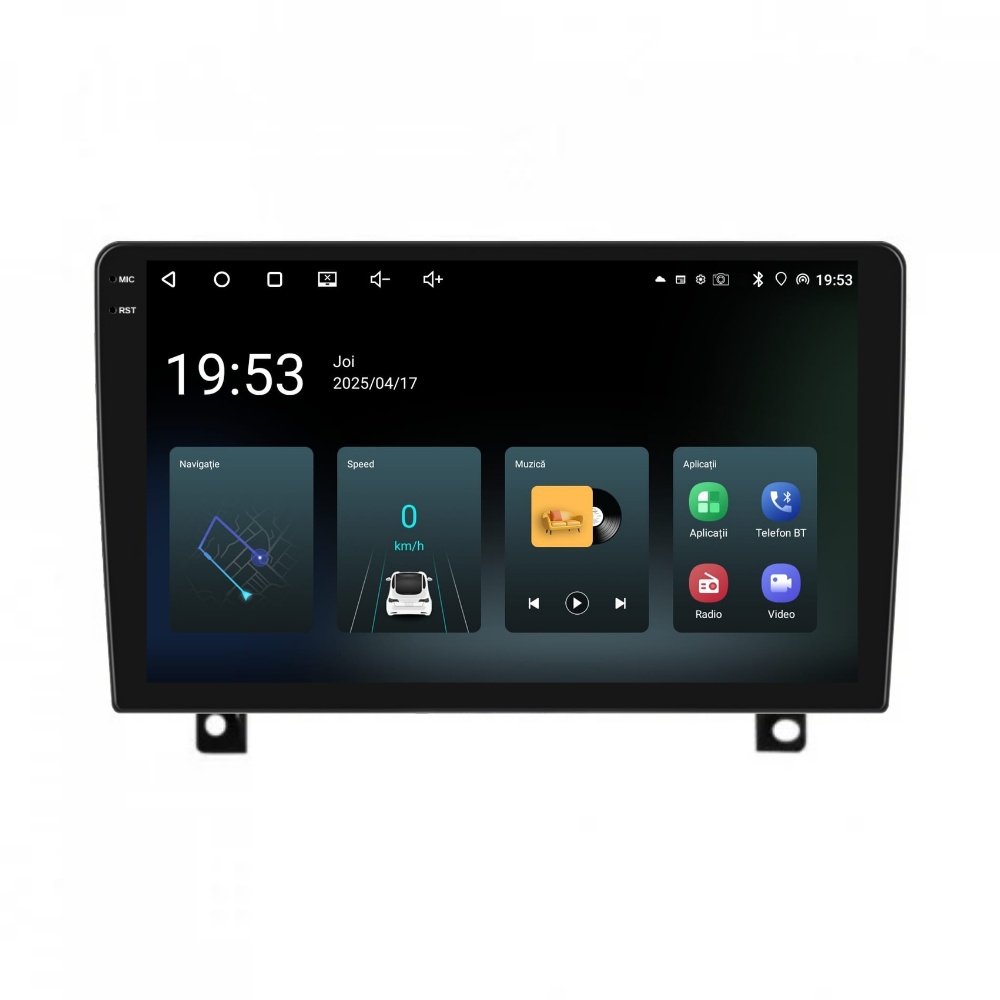 MIC
19:53
RST
19:53
Joi
2025/04/17
Navigație
Speed
Muzică
Aplicații
0
km/h
Aplicații
Telefon BT
Radio
Video